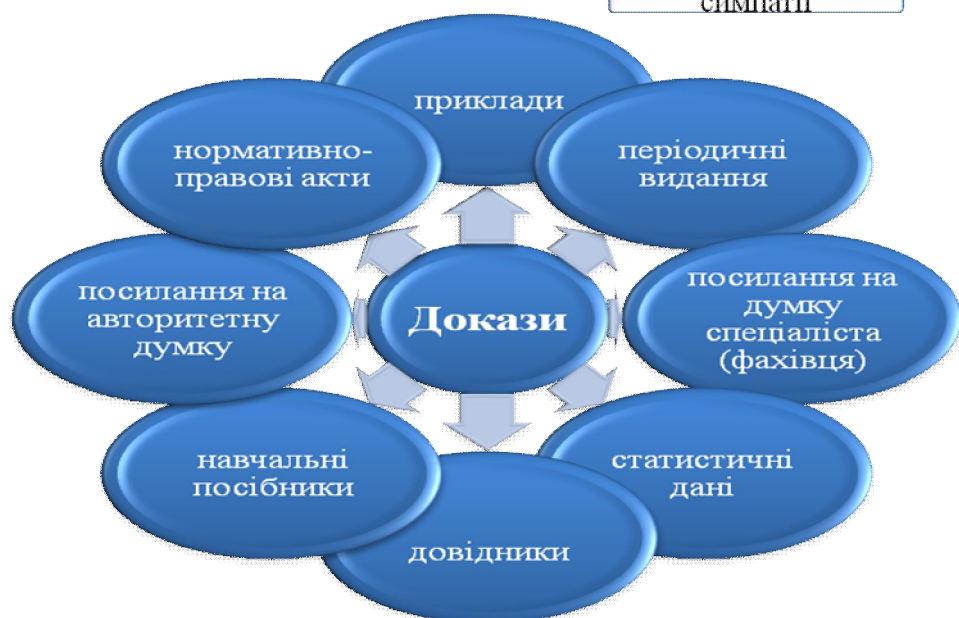 симпатії
приклади
нормативно-
правові акти
періодичні
видання
посилання на
авторитетну
думку
Докази
посилання на
думку
спеціаліста
(фахівця)
навчальні
посібники
статистичні
дані
довідники